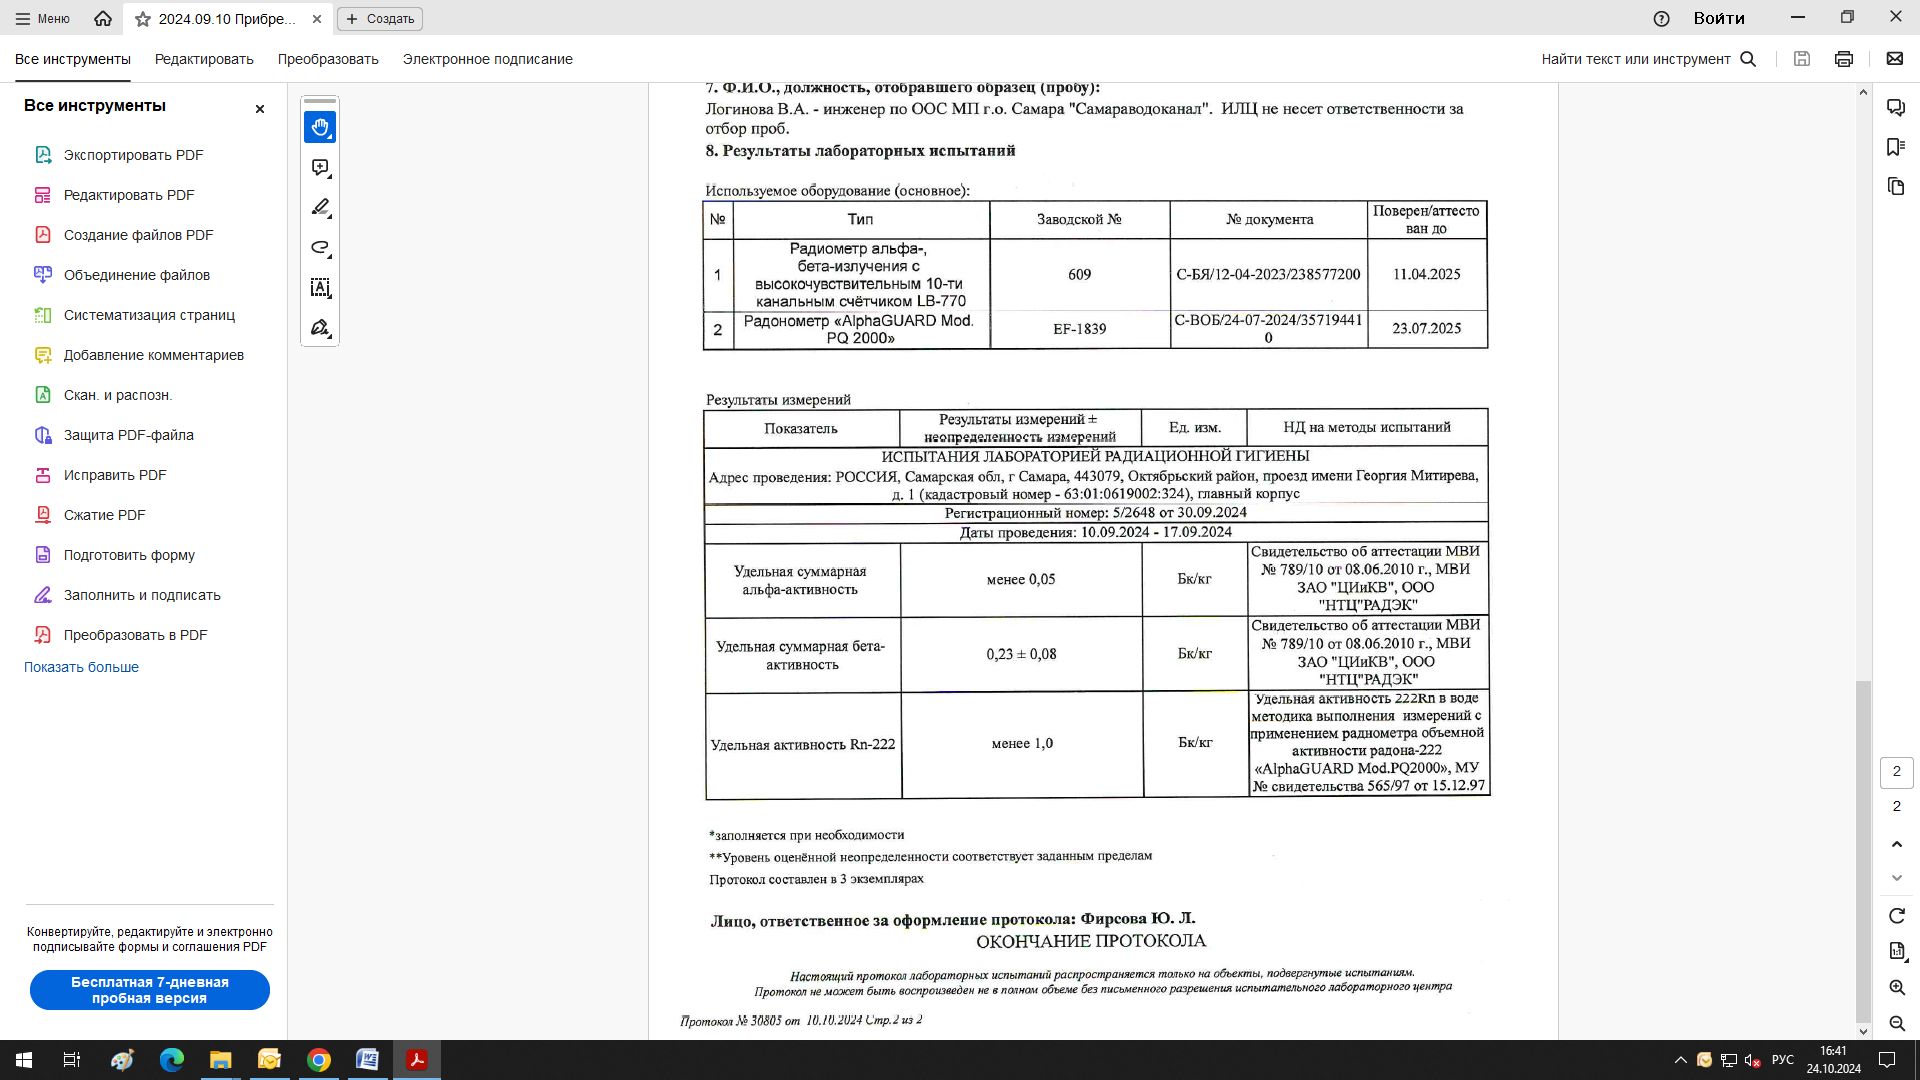 Меню
2024.09.10 Прибре...
Создать
Войти
Все инструменты
Редактировать
Преобразовать
Электронное подписание
Найти текст или инструмент
Все инструменты
Экспортировать PDF
Редактировать PDF
Создание файлов PDF
Объединение файлов
Систематизация страниц
Добавление комментариев
Скан. и распозн.
Защита PDF-файла
Исправить PDF
Сжатие PDF
Подготовить форму
Заполнить и подписать
Преобразовать в PDF
Показать больше
Конвертируйте, редактируйте и электронно
подписывайте формы и соглашения PDF
Бесплатная 7-дневная
пробная версия
7. Ф.И.О., должность, отобравшего образец (пробу):
Логинова В.А. - инженер по ООС МП г.о. Самара "Самараводоканал". ИЛЦ не несет ответственности за
отбор проб.
8. Результаты лабораторных испытаний
Используемое оборудование (основное):
№ Тип Заводской № № документа Поверен/аттесто
ван до
1 Радиометр альфа-,
бета-излучения с
высокочувствительным 10-ти
канальным счётчиком LB-770
609 С-БЯ/12-04-2023/238577200 11.04.2025
2 Радонометр «AlphaGUARD Mod.
PQ 2000»
EF-1839
С-ВОБ/24-07-2024/35719441
0
23.07.2025
Результаты измерений
Показатель
Результаты измерений ±
неопределенность измерений
Ед. изм.
НД на методы испытаний
ИСПЫТАНИЯ ЛАБОРАТОРИЕЙ РАДИАЦИОННОЙ ГИГИЕНЫ
Адрес проведения: РОССИЯ, Самарская обл, г Самара, 443079, Октябрьский район, проезд имени Георгия Митирева,
д. 1 (кадастровый номер - 63:01:0619002:324), главный корпус
Регистрационный номер: 5/2648 от 30.09.2024
Даты проведения: 10.09.2024 - 17.09.2024
Удельная суммарная
альфа-активность
менее 0,05
Бк/кг
Свидетельство об аттестации МВИ
№ 789/10 от 08.06.2010 г., МВИ
ЗАО "ЦИиКВ", ООО
"НТЦ"РАДЭК"
Удельная суммарная бета-
активность
0,23 ± 0,08
Бк/кг
Свидетельство об аттестации МВИ
№ 789/10 от 08.06.2010 г., МВИ
ЗАО "ЦИиКВ", ООО
"НТЦ"РАДЭК"
Удельная активность Rn-222
менее 1,0
Бк/кг
Удельная активность 222Rn в воде
методика выполнения измерений с
применением радиометра объемной
активности радона-222
«AlphaGUARD Mod.PQ2000», МУ
№ свидетельства 565/97 от 15.12.97
*заполняется при необходимости
**Уровень оценённой неопределенности соответствует заданным пределам
Протокол составлен в 3 экземплярах
Лицо, ответственное за оформление протокола: Фирсова Ю. Л.
ОКОНЧАНИЕ ПРОТОКОЛА
Настоящий протокол лабораторных испытаний распространяется только на объекты, подвергнутые испытаниям.
Протокол не может быть воспроизведен не в полном объеме без письменного разрешения испытательного лабораторного центра
Протокол № 30805 от 10.10.2024 Стр.2 из 2
2
2
РУС
16:41
24.10.2024